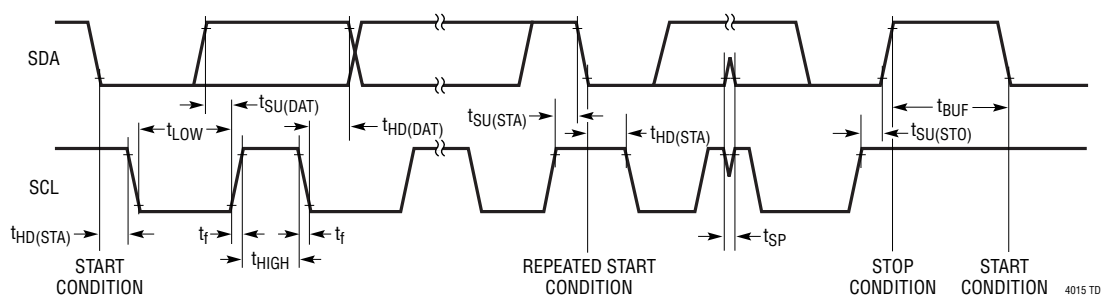 SDA
tSU(DAT)
tLOW
tHD(DAT)
tSU(STA)
tHD(STA)
tBUF
tSU(STO)
SCL
tHD(STA)
tf
tHIGH
tf
tSP
START
CONDITION
REPEATED START
CONDITION
STOP
CONDITION
START
CONDITION
4015 TD